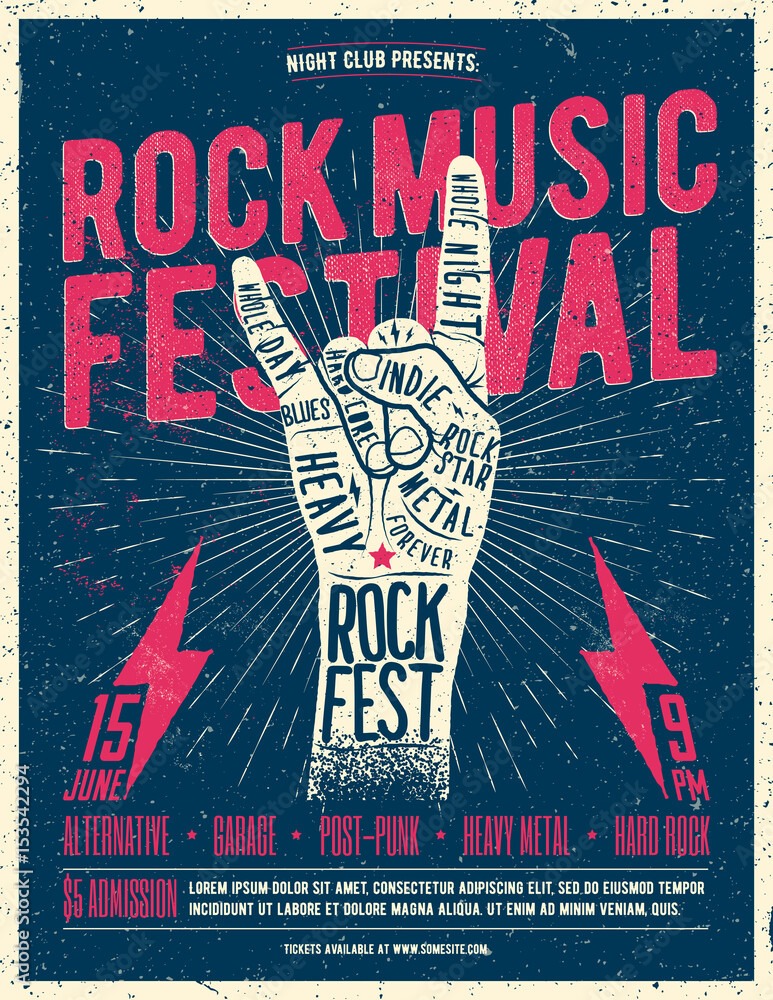 NIGHT CLUB PRESENTS:
ROCK MUSIC
FESTIVAL
WHOLE NIGHT
WHOLE DAY
HARDCORE
INDIE
BLUES
ROCK
STAR
HEAVY
METAL
FOREVER
ROCK
FEST
15
JUNE
9
PM
ALTERNATIVE ★ GARAGE ★ POST-PUNK ★ HEAVY METAL ★ HARD ROCK
$5 ADMISSION
LOREM IPSUM DOLOR SIT AMET, CONSECTETUR ADIPISCING ELIT, SED DO EIUSMOD TEMPOR
INCIDIDUNT UT LABORE ET DOLORE MAGNA ALIQUA. UT ENIM AD MINIM VENIAM, QUIS.
TICKETS AVAILABLE AT WWW.SOMESITE.COM
Adobe Stock | #153542294